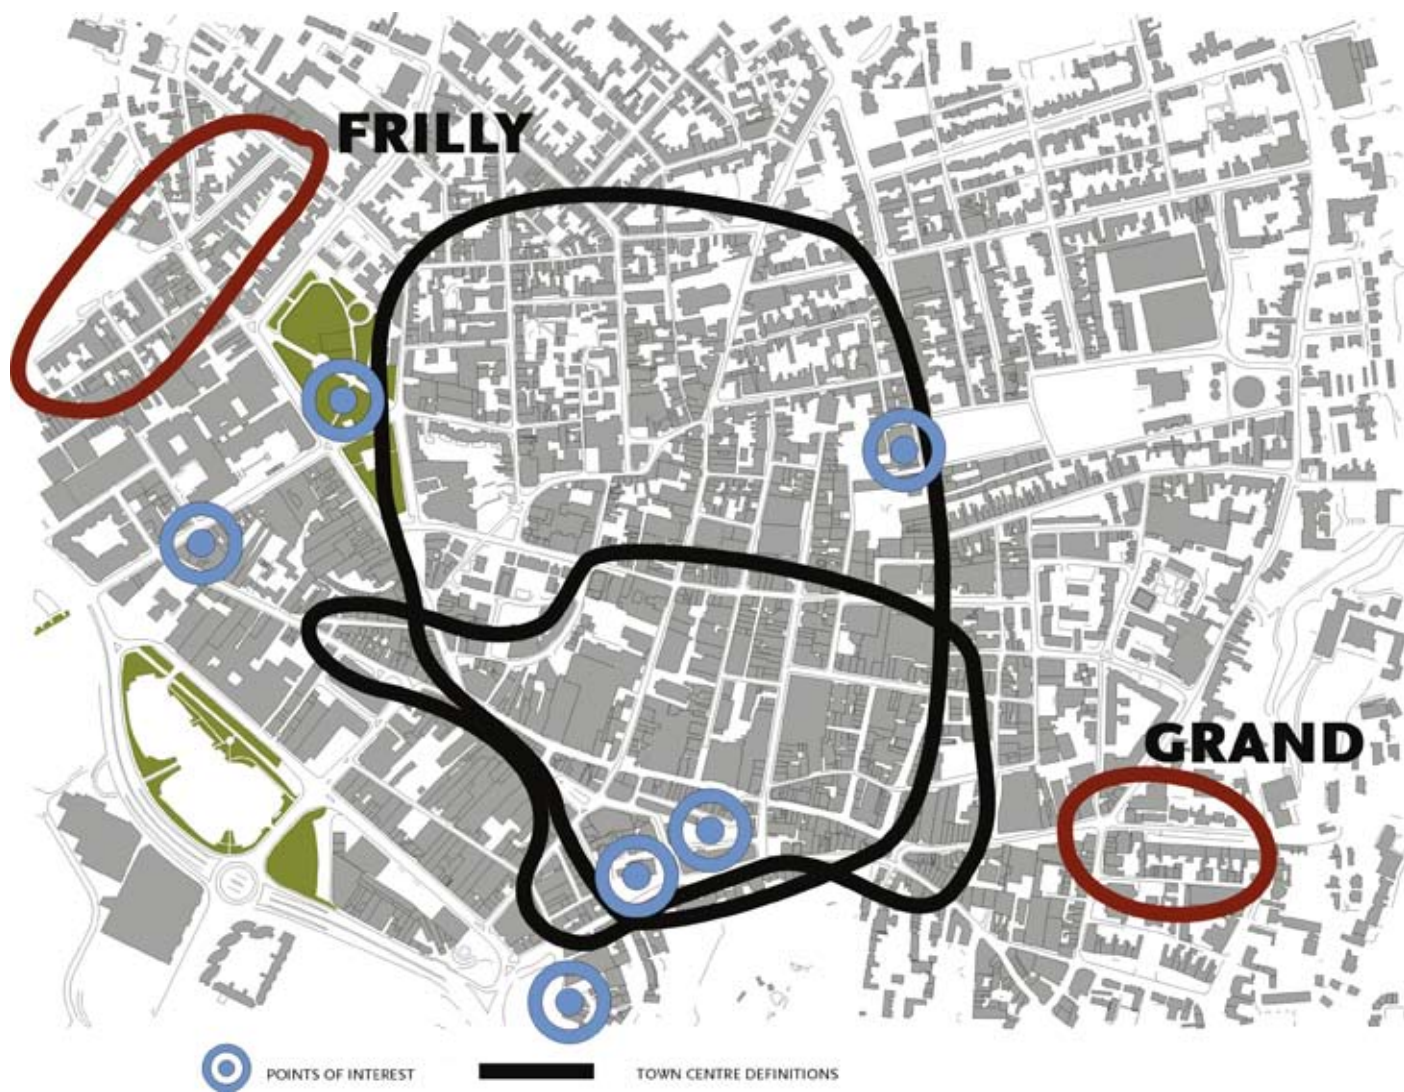 FRILLY
GRAND
POINTS OF INTEREST
TOWN CENTRE DEFINITIONS